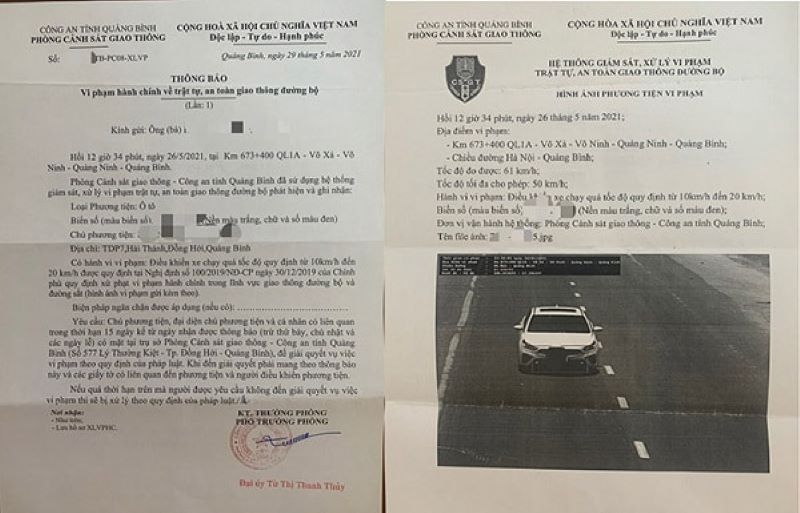 CÔNG AN TỈNH QUẢNG BÌNH
PHÒNG CẢNH SÁT GIAO THÔNG
CỘNG HOÀ XÃ HỘI CHỦ NGHĨA VIỆT NAM
Độc lập - Tự do - Hạnh phúc
Số: TB-PC08-XLVP
Quảng Bình, ngày 29 tháng 5 năm 2021
THÔNG BÁO
Vi phạm hành chính về trật tự, an toàn giao thông đường bộ
(Lần: 1)
Kính gửi: Ông (bà)
Hồi 12 giờ 34 phút, ngày 26/5/2021, tại Km 673+400 QL1A - Võ Xá - Võ
Ninh - Quảng Ninh - Quảng Bình.
Phòng Cảnh sát giao thông - Công an tỉnh Quảng Bình đã sử dụng hệ thống
giám sát, xử lý vi phạm trật tự, an toàn giao thông đường bộ phát hiện và ghi nhận:
Loại Phương tiện: Ô tô
Biển số (màu biển số): (Nền màu trắng, chữ và số màu đen)
Chủ phương tiện:
Địa chỉ: TDP7,Hải Thành,Đồng Hới,Quảng Bình
Có hành vi vi phạm: Điều khiển xe chạy quá tốc độ quy định từ 10km/h đến
20 km/h được quy định tại Nghị định số 100/2019/NĐ-CP ngày 30/12/2019 của Chính
phủ quy định xử phạt vi phạm hành chính trong lĩnh vực giao thông đường bộ và
đường sắt (hình ảnh vi phạm gửi kèm theo).
Biện pháp ngăn chặn được áp dụng (nếu có):
Yêu cầu: Chủ phương tiện, đại diện chủ phương tiện và cá nhân có liên quan
trong thời hạn 15 ngày kể từ ngày nhận được thông báo (trừ thứ bảy, chủ nhật và
các ngày lễ) có mặt tại trụ sở Phòng Cảnh sát giao thông - Công an tỉnh Quảng
Bình (Số 577 Lý Thường Kiệt - Tp. Đồng Hới - Quảng Bình), để giải quyết vụ việc
vi phạm theo quy định của pháp luật. Khi đến giải quyết phải mang theo thông báo
này và các giấy tờ có liên quan đến phương tiện và người điều khiển phương tiện.
Nếu quá thời hạn trên mà người được yêu cầu không đến giải quyết vụ việc
vi phạm thì sẽ bị xử lý theo quy định của pháp luật./.
Nơi nhận:
- Như trên,
- Lưu hồ sơ XLVPHC.
KT. TRƯỞNG PHÒNG
PHÓ TRƯỞNG PHÒNG
Đại úy Từ Thị Thanh Thủy
CÔNG AN TỈNH QUẢNG BÌNH
PHÒNG CẢNH SÁT GIAO THÔNG
CỘNG HÒA XÃ HỘI CHỦ NGHĨA VIỆT NAM
Độc lập - Tự do - Hạnh phúc
CSGT
HỆ THỐNG GIÁM SÁT, XỬ LÝ VI PHẠM
TRẬT TỰ, AN TOÀN GIAO THÔNG ĐƯỜNG BỘ
HÌNH ẢNH PHƯƠNG TIỆN VI PHẠM
Hồi 12 giờ 34 phút, ngày 26 tháng 5 năm 2021;
Địa điểm vi phạm:
- Km 673+400 QL1A - Võ Xá - Võ Ninh - Quảng Ninh - Quảng Bình;
- Chiều đường Hà Nội - Quảng Bình;
Tốc độ đo được: 61 km/h;
Tốc độ tối đa cho phép: 50 km/h;
Hành vi vi phạm: Điều xe chạy quá tốc độ quy định từ 10km/h đến 20 km/h;
Biển số (màu biển số): (Nền màu trắng, chữ và số màu đen);
Đơn vị vận hành hệ thống: Phòng Cảnh sát giao thông - Công an tỉnh Quảng Bình;
Tên file ảnh: 5.jpg